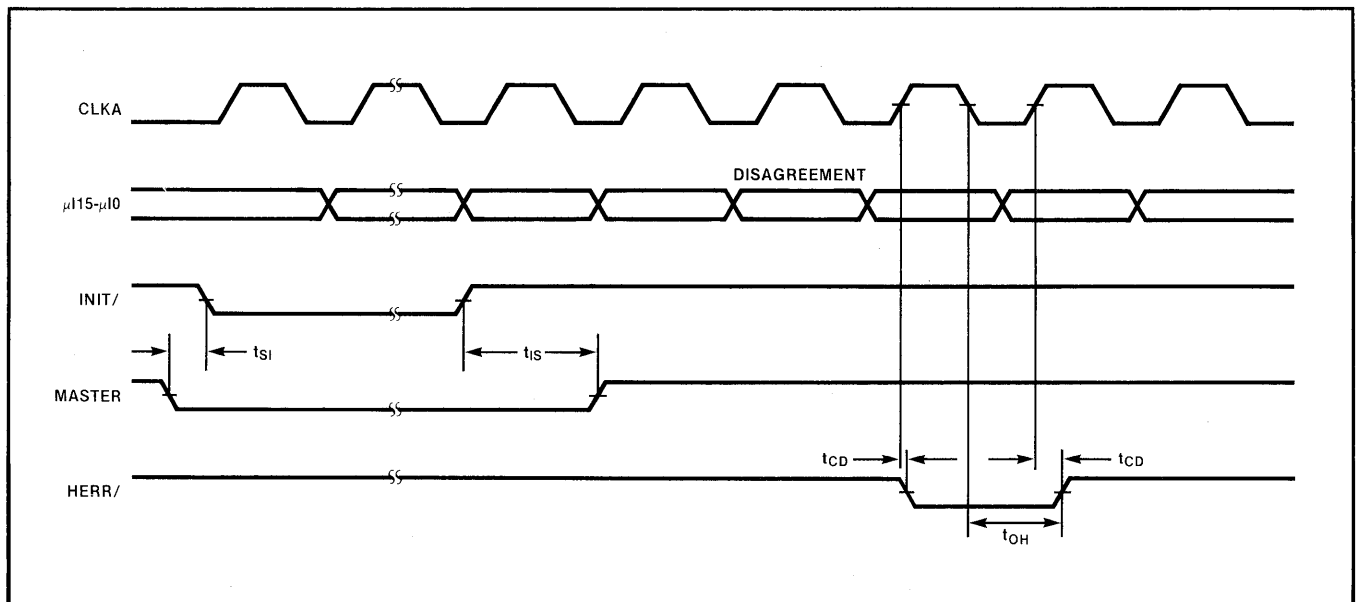 CLKA
DISAGREEMENT
μI15-μI0
INIT/
tSI
tIS
MASTER
tCD
tCD
HERR/
tOH